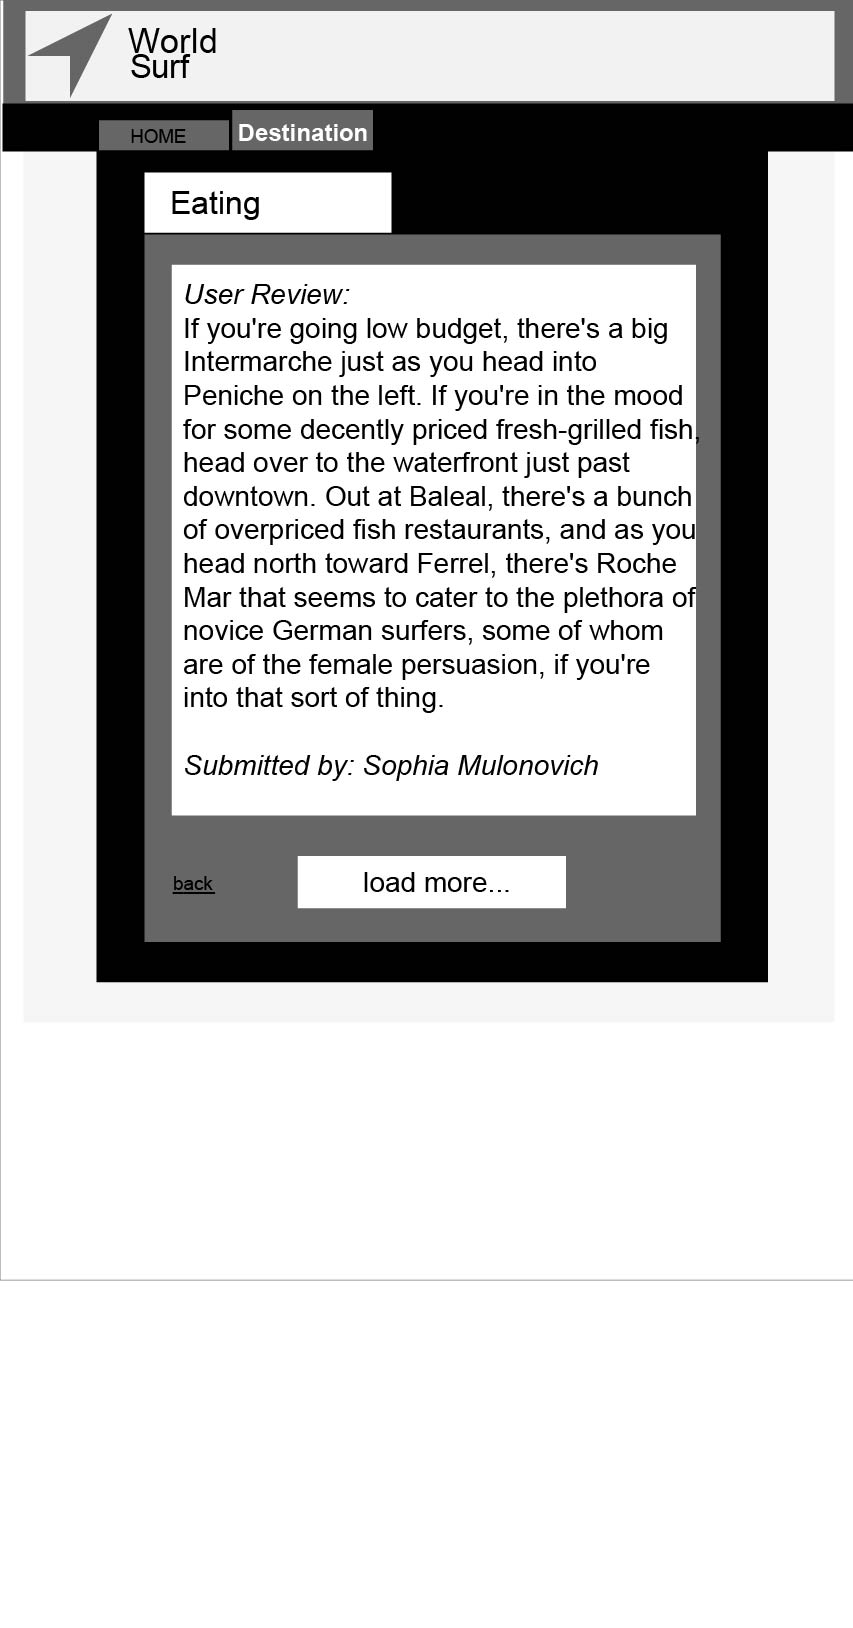 World
Surf
HOME
Destination
Eating
User Review:
If you're going low budget, there's a big
Intermarche just as you head into
Peniche on the left. If you're in the mood
for some decently priced fresh-grilled fish,
head over to the waterfront just past
downtown. Out at Baleal, there's a bunch
of overpriced fish restaurants, and as you
head north toward Ferrel, there's Roche
Mar that seems to cater to the plethora of
novice German surfers, some of whom
are of the female persuasion, if you're
into that sort of thing.
Submitted by: Sophia Mulonovich
back
load more...